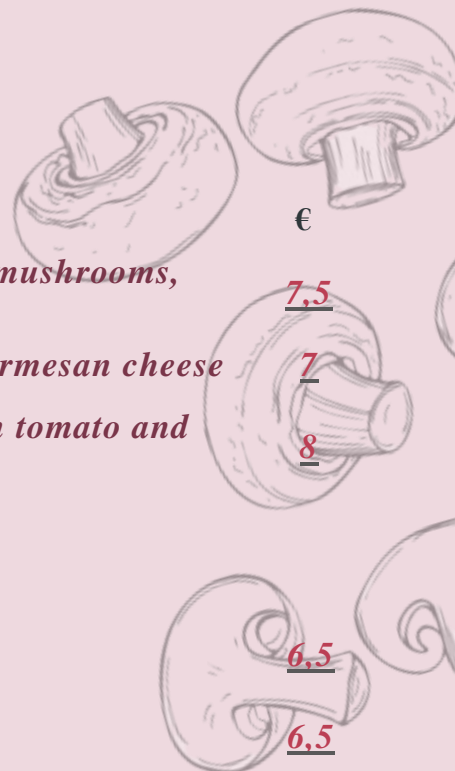 €
mushrooms,
7,5
rmesan cheese
7
tomato and
8
6,5
6,5